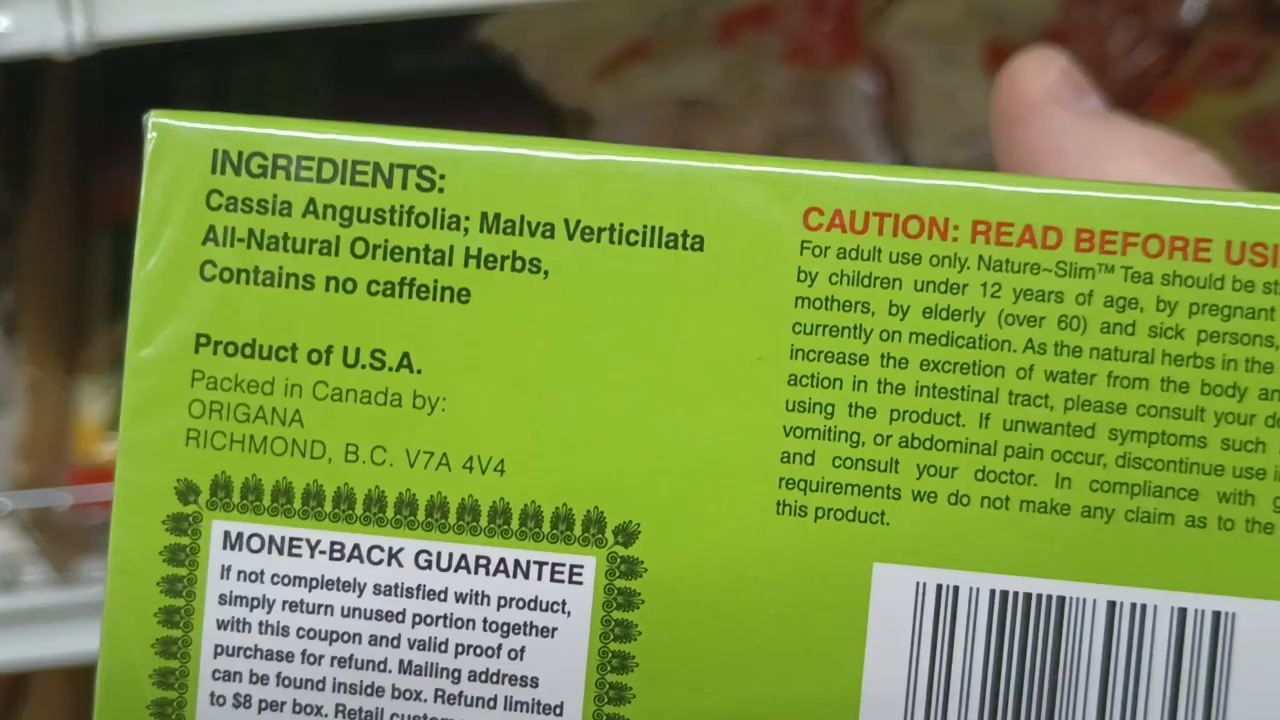 INGREDIENTS:
Cassia Angustifolia; Malva Verticillata
All-Natural Oriental Herbs,
Contains no caffeine
Product of U.S.A.
Packed in Canada by:
ORIGANA
RICHMOND, B.C. V7A 4V4
MONEY-BACK GUARANTEE
If not completely satisfied with product,
simply return unused portion together
with this coupon and valid proof of
purchase for refund. Mailing address
can be found inside box. Refund limited
to $8 per box. Retail
CAUTION: READ BEFORE
For adult use only. Nature~Slim™ Tea should be
by children under 12 years of age, by pregnant
mothers, by elderly (over 60) and sick persons,
currently on medication. As the natural herbs in the
increase the excretion of water from the body
action in the intestinal tract, please consult your
using the product. If unwanted symptoms such
vomiting, or abdominal pain occur, discontinue use
and consult your doctor. In compliance with
requirements we do not make any claim as to the
this product.